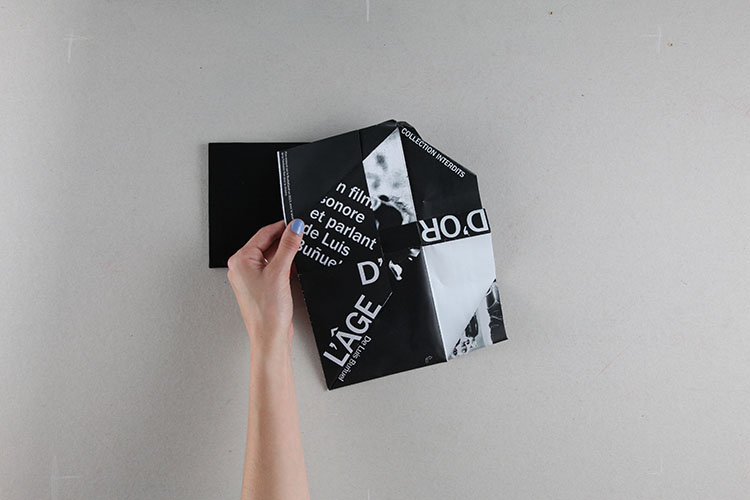 COLLECTION INTERDITS
n film
sonore
et parlant
de Luis
Buñuel
D'OR
D'
L'ÂGE
De Luis Buñuel